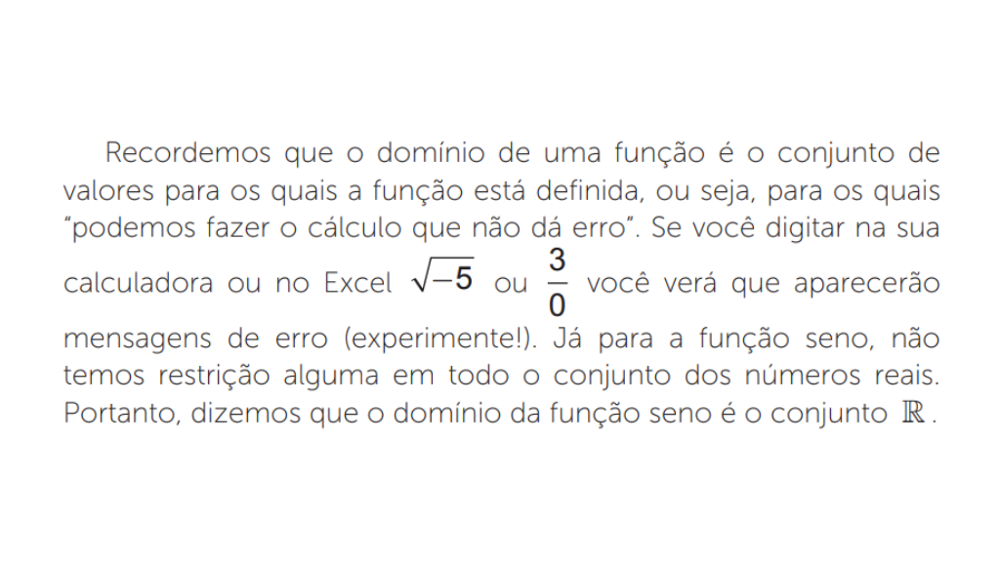 Recordemos que o domínio de uma função é o conjunto de
valores para os quais a função está definida, ou seja, para os quais
“podemos fazer o cálculo que não dá erro”. Se você digitar na sua
calculadora ou no Excel √−5 ou 3/0 você verá que aparecerão
mensagens de erro (experimente!). Já para a função seno, não
temos restrição alguma em todo o conjunto dos números reais.
Portanto, dizemos que o domínio da função seno é o conjunto ℝ.